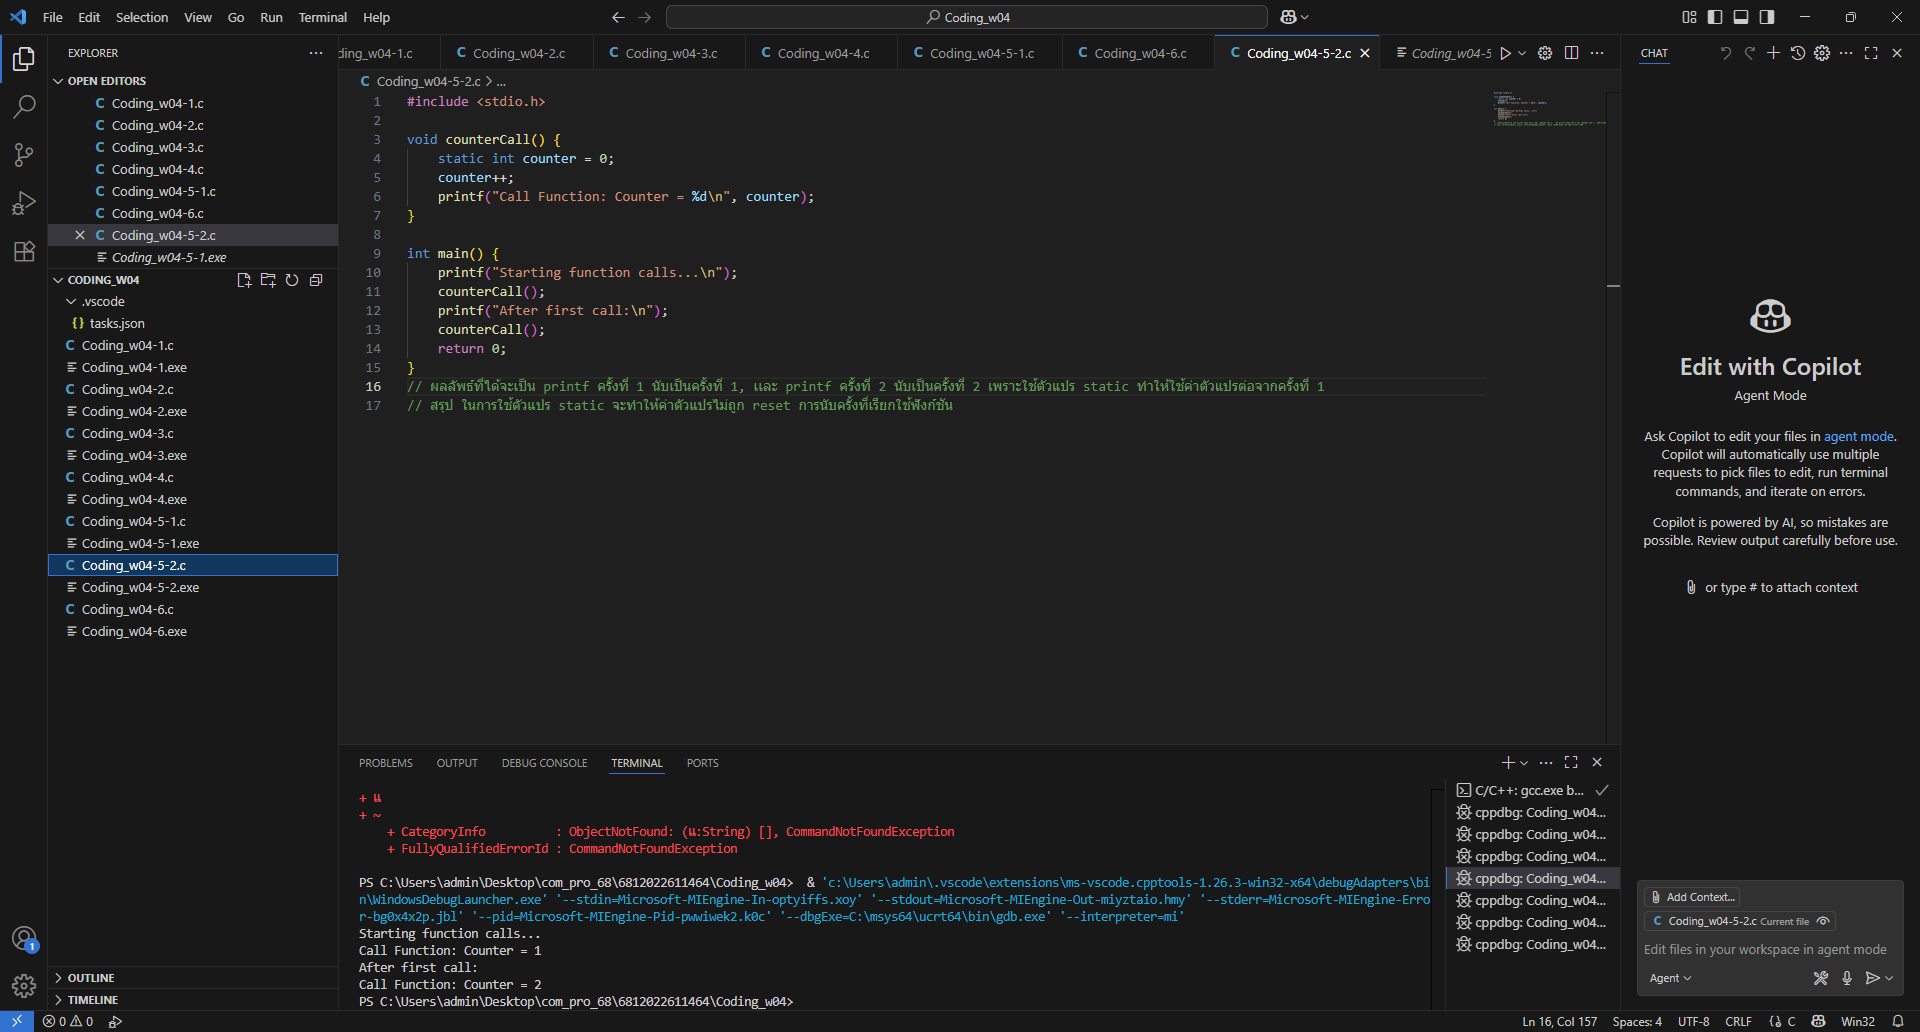 File Edit Selection View Go Run Terminal Help
Coding_w04
EXPLORER
OPEN EDITORS
Coding_w04-1.c
Coding_w04-2.c
Coding_w04-3.c
Coding_w04-4.c
Coding_w04-5-1.c
Coding_w04-6.c
Coding_w04-5-2.c
Coding_w04-5-1.exe
CODING_W04
.vscode
{} tasks.json
Coding_w04-1.c
Coding_w04-1.exe
Coding_w04-2.c
Coding_w04-2.exe
Coding_w04-3.c
Coding_w04-3.exe
Coding_w04-4.c
Coding_w04-4.exe
Coding_w04-5-1.c
Coding_w04-5-1.exe
Coding_w04-5-2.c
Coding_w04-5-2.exe
Coding_w04-6.c
Coding_w04-6.exe
OUTLINE
TIMELINE
ding_w04-1.c Coding_w04-2.c Coding_w04-3.c Coding_w04-4.c Coding_w04-5-1.c Coding_w04-6.c Coding_w04-5-2.c Coding_w04-5
C Coding_w04-5-2.c > ...
1 #include <stdio.h>
2
3 void counterCall() {
4 static int counter = 0;
5 counter++;
6 printf("Call Function: Counter = %d\n", counter);
7 }
8
9 int main() {
10 printf("Starting function calls...\n");
11 counterCall();
12 printf("After first call:\n");
13 counterCall();
14 return 0;
15 }
16 // ผลลัพธ์ที่ได้จะเป็น printf ครั้งที่ 1 นับเป็นครั้งที่ 1, และ printf ครั้งที่ 2 นับเป็นครั้งที่ 2 เพราะใช้ตัวแปร static ทำให้ใช้ค่าตัวแปรต่อจากครั้งที่ 1
17 // สรุป ในการใช้ตัวแปร static จะทำให้ค่าตัวแปรไม่ถูก reset การนับครั้งที่เรียกใช้ฟังก์ชัน
PROBLEMS OUTPUT DEBUG CONSOLE TERMINAL PORTS
+ แ
+ ~
+ CategoryInfo : ObjectNotFound: (แ:String) [], CommandNotFoundException
+ FullyQualifiedErrorId : CommandNotFoundException
PS C:\Users\admin\Desktop\com_pro_68\6812022611464\Coding_w04> & 'c:\Users\admin\.vscode\extensions\ms-vscode.cpptools-1.26.3-win32-x64\debugAdapters\bi
n\WindowsDebugLauncher.exe' '--stdin=Microsoft-MIEngine-In-optyiffs.xoy' '--stdout=Microsoft-MIEngine-Out-miyztaio.hmy' '--stderr=Microsoft-MIEngine-Erro
r-bg0x4x2p.jbl' '--pid=Microsoft-MIEngine-Pid-pwwiwek2.k0c' '--dbgExe=C:\msys64\ucrt64\bin\gdb.exe' '--interpreter=mi'
Starting function calls...
Call Function: Counter = 1
After first call:
Call Function: Counter = 2
PS C:\Users\admin\Desktop\com_pro_68\6812022611464\Coding_w04>
C/C++: gcc.exe b...
cppdbg: Coding_w04...
cppdbg: Coding_w04...
cppdbg: Coding_w04...
cppdbg: Coding_w04...
cppdbg: Coding_w04...
cppdbg: Coding_w04...
cppdbg: Coding_w04...
CHAT
Edit with Copilot
Agent Mode
Ask Copilot to edit your files in agent mode.
Copilot will automatically use multiple
requests to pick files to edit, run terminal
commands, and iterate on errors.
Copilot is powered by AI, so mistakes are
possible. Review output carefully before use.
or type # to attach context
Add Context...
C Coding_w04-5-2.c Current file
Edit files in your workspace in agent mode
Agent
1
0 0
Ln 16, Col 157 Spaces: 4 UTF-8 CRLF {} C Win32